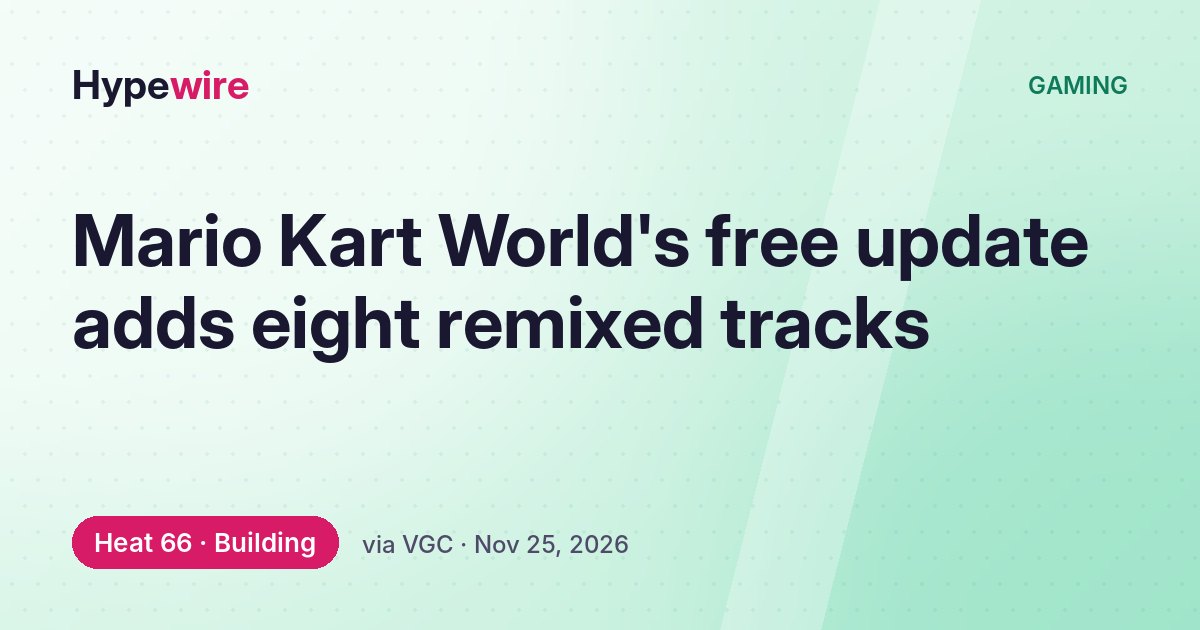 Hypewire
GAMING
Mario Kart World's free update
adds eight remixed tracks
Heat 66 · Building
via VGC · Nov 25, 2026